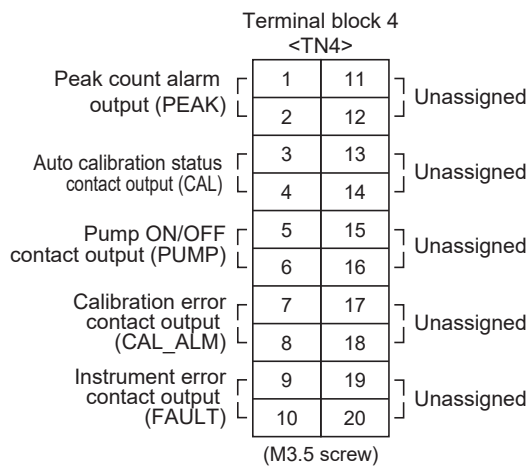 Terminal block 4
<TN4>
Peak count alarm
output (PEAK)
1 11
2 12
Unassigned
Auto calibration status
contact output (CAL)
3 13
4 14
Unassigned
Pump ON/OFF
contact output (PUMP)
5 15
6 16
Unassigned
Calibration error
contact output
(CAL_ALM)
7 17
8 18
Unassigned
Instrument error
contact output
(FAULT)
9 19
10 20
Unassigned
(M3.5 screw)